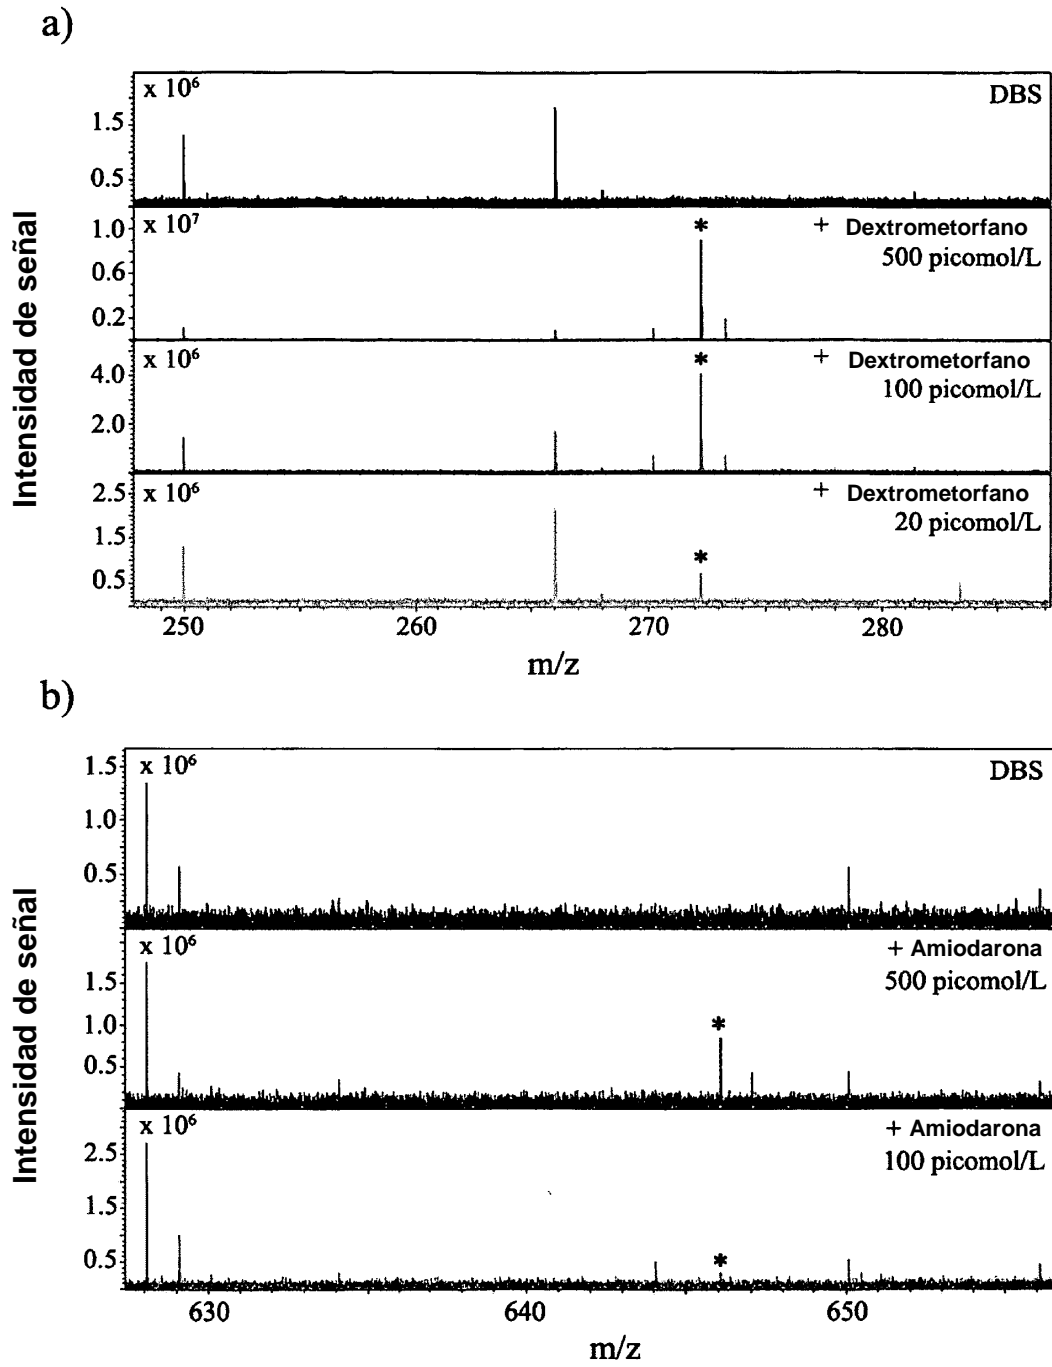 a)
x 10⁶
DBS
1.5
0.5
x 10⁷
+ Dextrometorfano
500 picomol/L
1.0
0.6
0.2
x 10⁶
+ Dextrometorfano
100 picomol/L
4.0
2.0
x 10⁶
+ Dextrometorfano
20 picomol/L
2.5
1.5
0.5
Intensidad de señal
250 260 270 280
m/z
b)
x 10⁶
DBS
1.5
1.0
0.5
x 10⁶
+ Amiodarona
500 picomol/L
1.5
1.0
0.5
x 10⁶
+ Amiodarona
100 picomol/L
2.5
1.5
0.5
Intensidad de señal
630 640 650
m/z